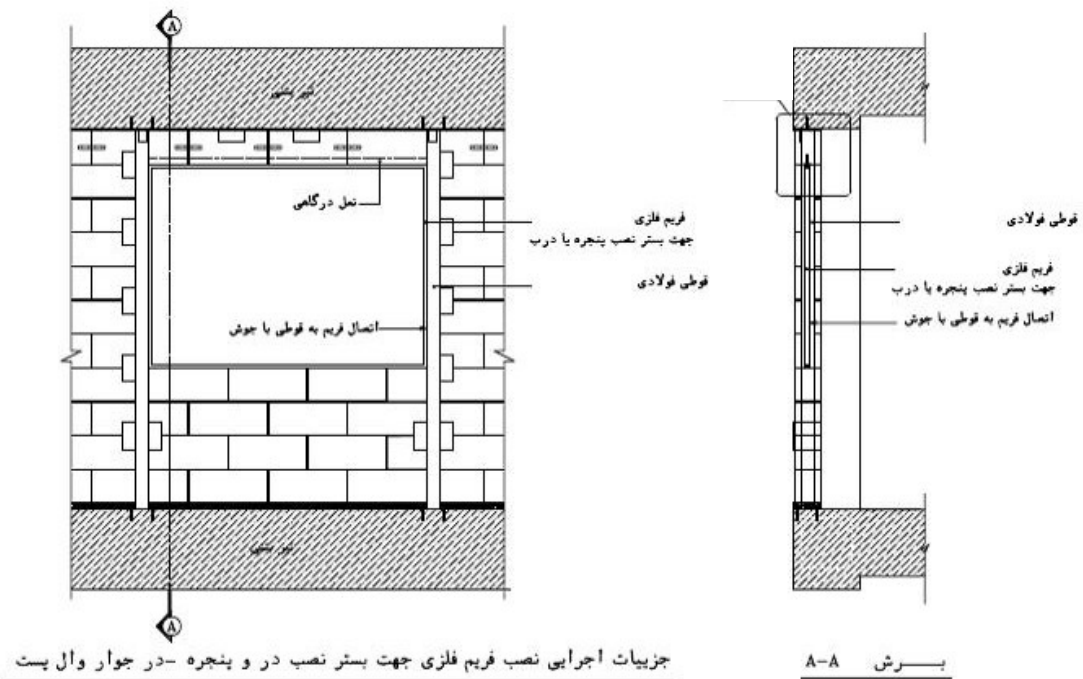 A
تیر بتنی
نعل درگاهی
فریم فلزی
جهت بستر نصب پنجره یا درب
قوطی فولادی
اتصال فریم به قوطی با جوش
تیر بتنی
A
قوطی فولادی
فریم فلزی
جهت بستر نصب پنجره یا درب
اتصال فریم به قوطی با جوش
جزییات اجرایی نصب فریم فلزی جهت بستر نصب در و پنجره -در جوار وال پست
برش A-A